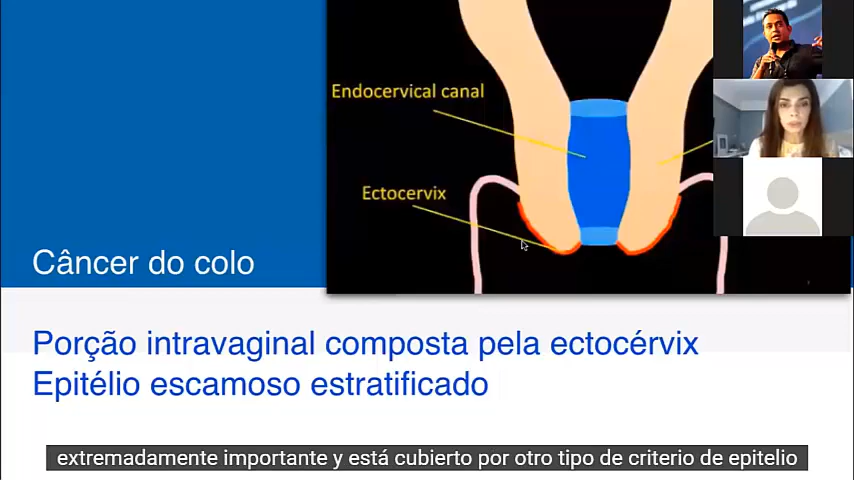 Endocervical canal
Ectocervix
Câncer do colo
Porção intravaginal composta pela ectocérvix
Epitélio escamoso estratificado
extremadamente importante y está cubierto por otro tipo de criterio de epitelio